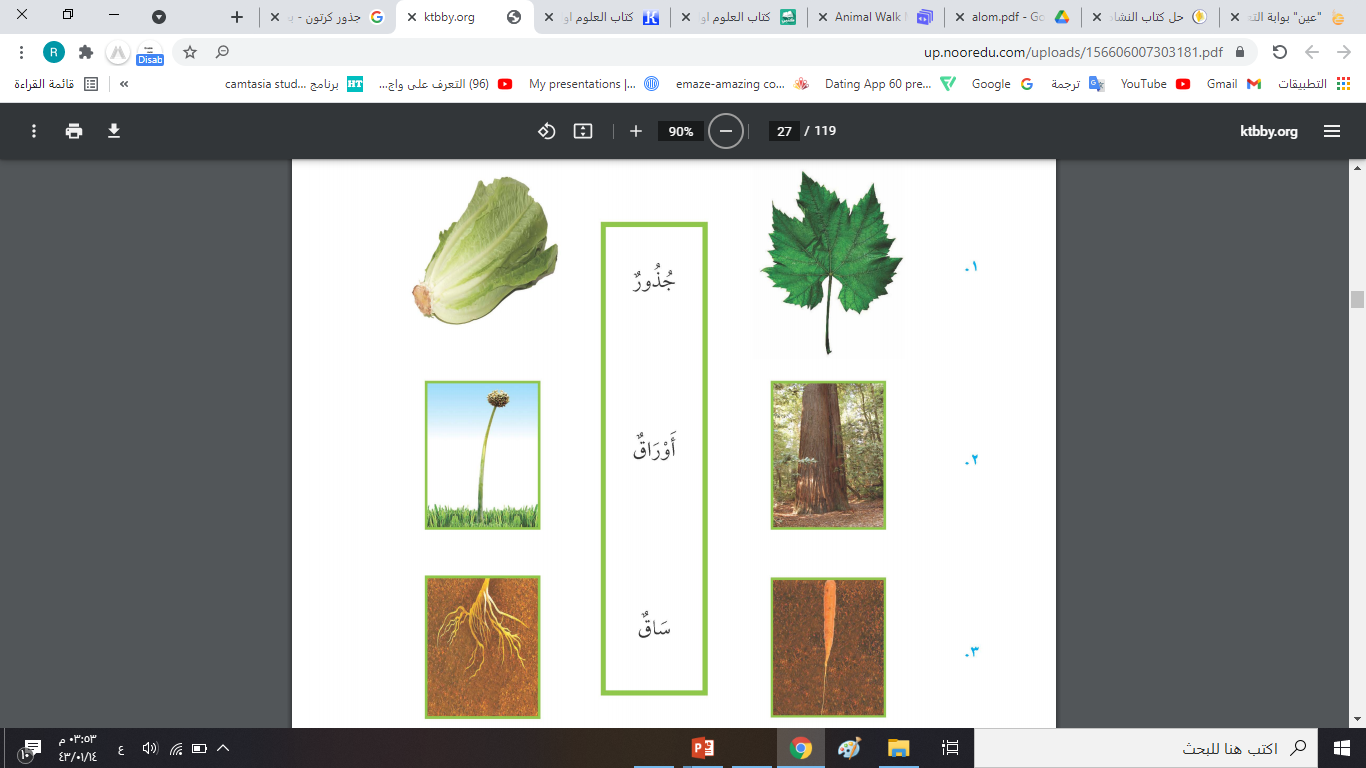 "عين" بوابة التع
حل كتاب النشاه
alom.pdf - Go
Animal Walk
كتاب العلوم او
كتاب العلوم او
ktbby.org
جذور كرتون - ب
up.nooredu.com/uploads/156606007303181.pdf
R
Disab
التطبيقات
Gmail
YouTube
ترجمة
Google
Dating App 60 pre...
emaze-amazing co...
My presentations |...
(96) التعرف على واج...
camtasia stud... برنامج
«
قائمة القراءة
ktbby.org
27 / 119
90%
١.
جُذُورٌ
٢.
أَوْرَاقٌ
٣.
سَاقٌ
اكتب هنا للبحث
ع
٠٣:٥٣ م
٤٣/٠١/١٤
١٠